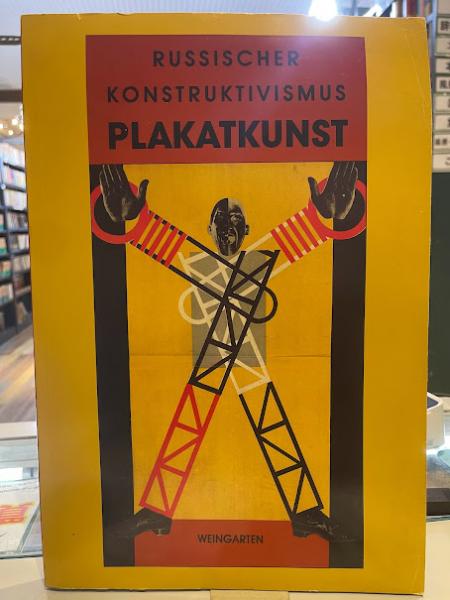 RUSSISCHER
KONSTRUKTIVISMUS
PLAKATKUNST
WEINGARTEN